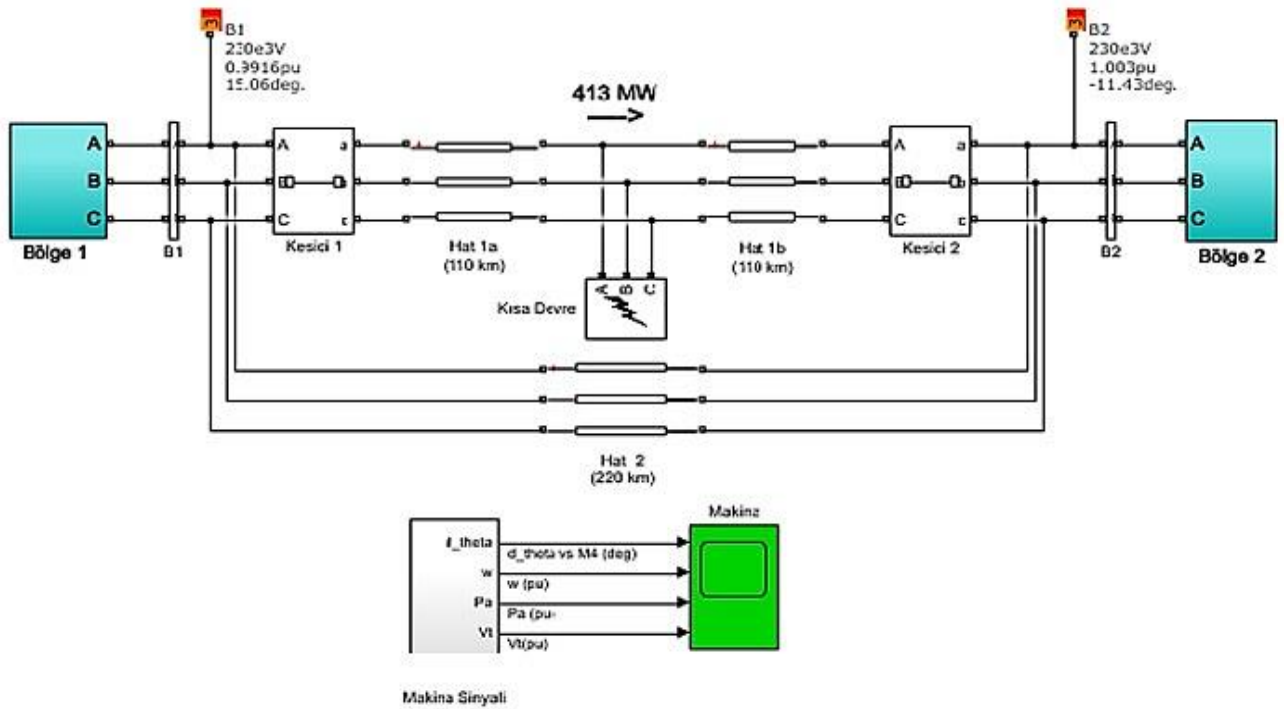 B1
230e3V
0.9916pu
15.06deg.
B2
230e3V
1.003pu
-11.43deg.
413 MW
A
B
C
Bölge 1
B1
A
B
C
a
b
c
Kesici 1
Hat 1a
(110 km)
Hat 1b
(110 km)
A
B
C
a
b
c
Kesici 2
B2
A
B
C
Bölge 2
A B C
Kısa Devre
Hat 2
(220 km)
Makina
d_theta
d_theta vs M4 (deg)
w
w (pu)
Pa
Pa (pu-
Vt
Vt(pu)
Makina Sinyali